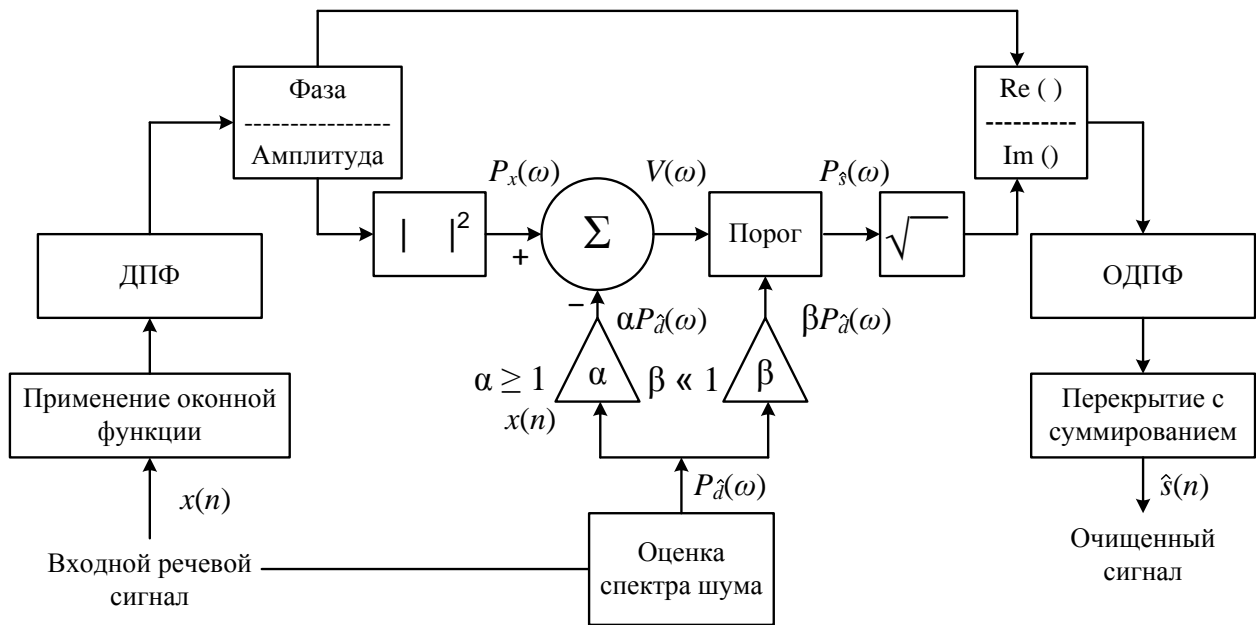 Фаза
Амплитуда
Re ( )
Im ()
P_x(ω)
V(ω)
P_ŝ(ω)
| |²
Σ
Порог
√
+
−
ДПФ
ОДПФ
αP_d̂(ω)
βP_d̂(ω)
α ≥ 1
α
β « 1
β
x(n)
Применение оконной
функции
Перекрытие с
суммированием
x(n)
P_d̂(ω)
ŝ(n)
Входной речевой
сигнал
Оценка
спектра шума
Очищенный
сигнал